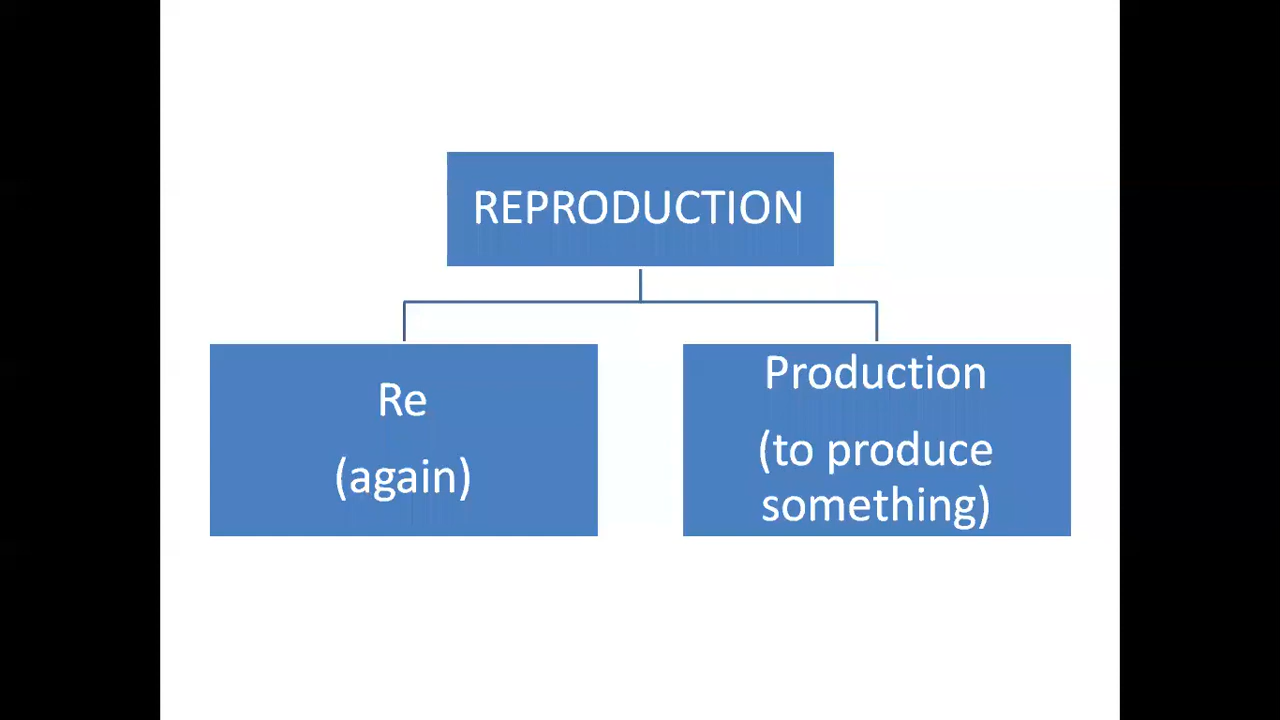 REPRODUCTION
Re
(again)
Production
(to produce
something)